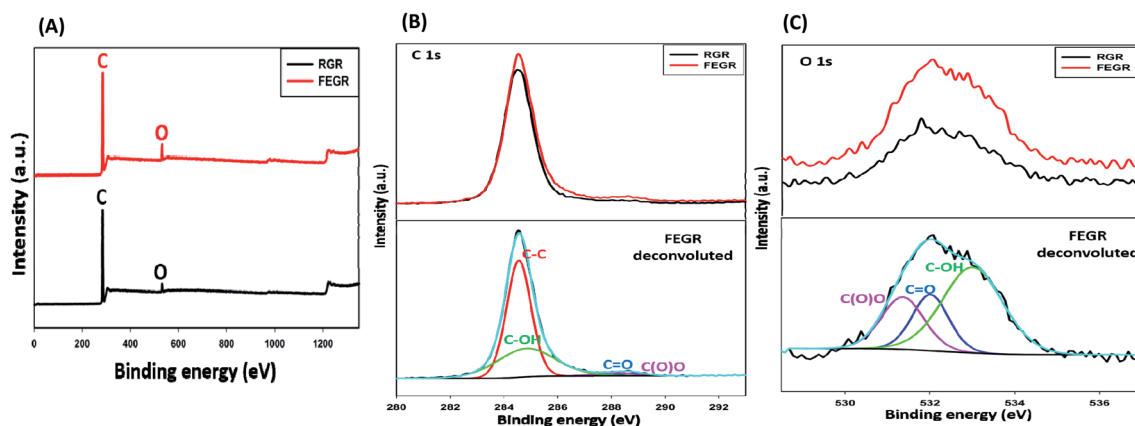 (A)
C
O
C
O
RGR
FEGR
Intensity (a.u.)
0 200 400 600 800 1000 1200
Binding energy (eV)
(B)
C 1s
RGR
FEGR
Intensity (a.u.)
FEGR
deconvoluted
C-C
C-OH
C=O
C(O)O
280 282 284 286 288 290 292
Binding energy (eV)
(C)
O 1s
RGR
FEGR
Intensity (a.u.)
FEGR
deconvoluted
C-OH
C=O
C(O)O
530 532 534 536
Binding energy (eV)